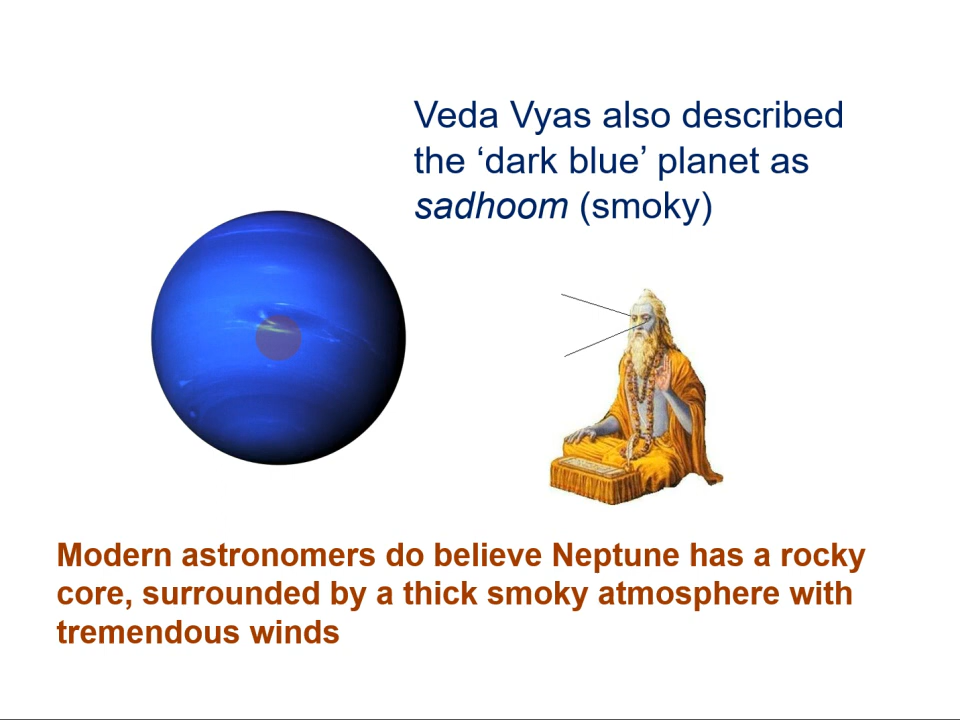 Veda Vyas also described
the ‘dark blue’ planet as
sadhoom (smoky)
Modern astronomers do believe Neptune has a rocky
core, surrounded by a thick smoky atmosphere with
tremendous winds